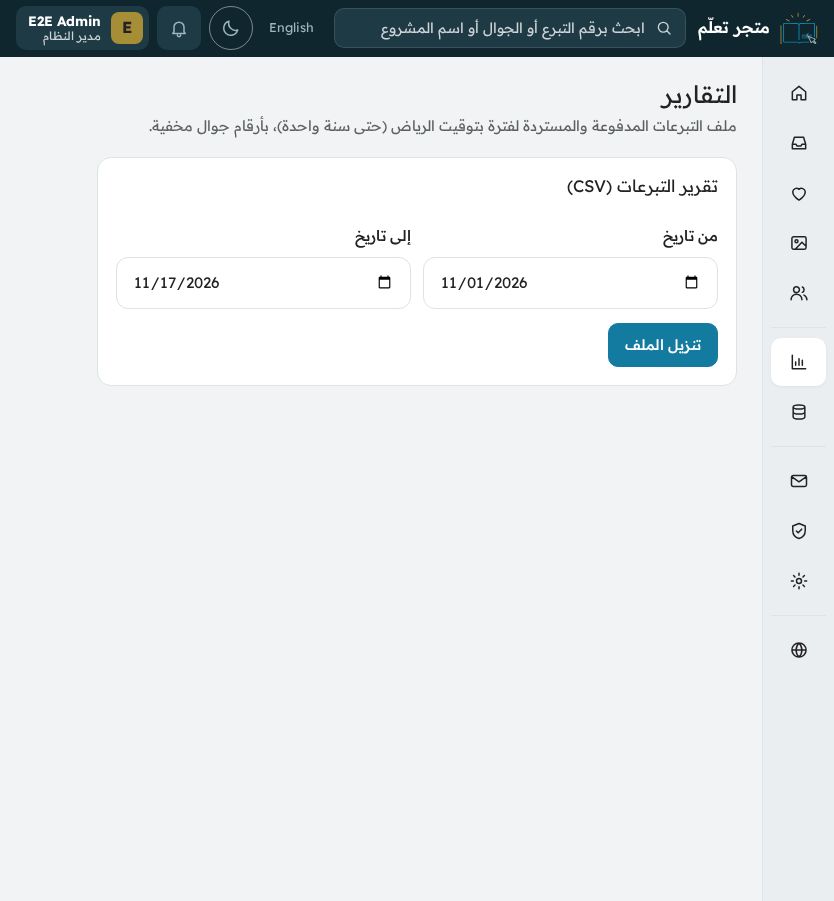 متجر تعلّم
ابحث برقم التبرع أو الجوال أو اسم المشروع
English
E
E2E Admin
مدير النظام
التقارير
ملف التبرعات المدفوعة والمستردة لفترة بتوقيت الرياض (حتى سنة واحدة)، بأرقام جوال مخفية.
تقرير التبرعات (CSV)
من تاريخ
11/01/2026
إلى تاريخ
11/17/2026
تنزيل الملف